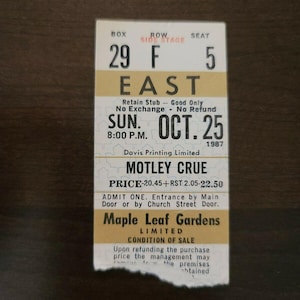 BOX ROW SEAT
SIDE STAGE
29 F 5
EAST
Retain Stub — Good Only
No Exchange - No Refund
SUN. OCT. 25
8:00 P.M. 1987
Davis Printing Limited
MOTLEY CRUE
PRICE-20.45+RST 2.05-22.50
ADMIT ONE. Entrance by Main
Door or by Church Street Door.
Maple Leaf Gardens
LIMITED
CONDITION OF SALE
Upon refunding the purchase
price the management may
the premises
obtained